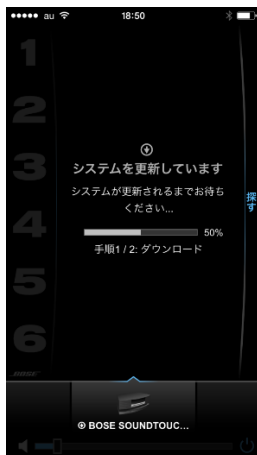 au 18:50
1
2
3
4
5
6
システムを更新しています
システムが更新されるまでお待ち
ください...
50%
手順1 / 2: ダウンロード
探す
BOSE
BOSE SOUNDTOUC...